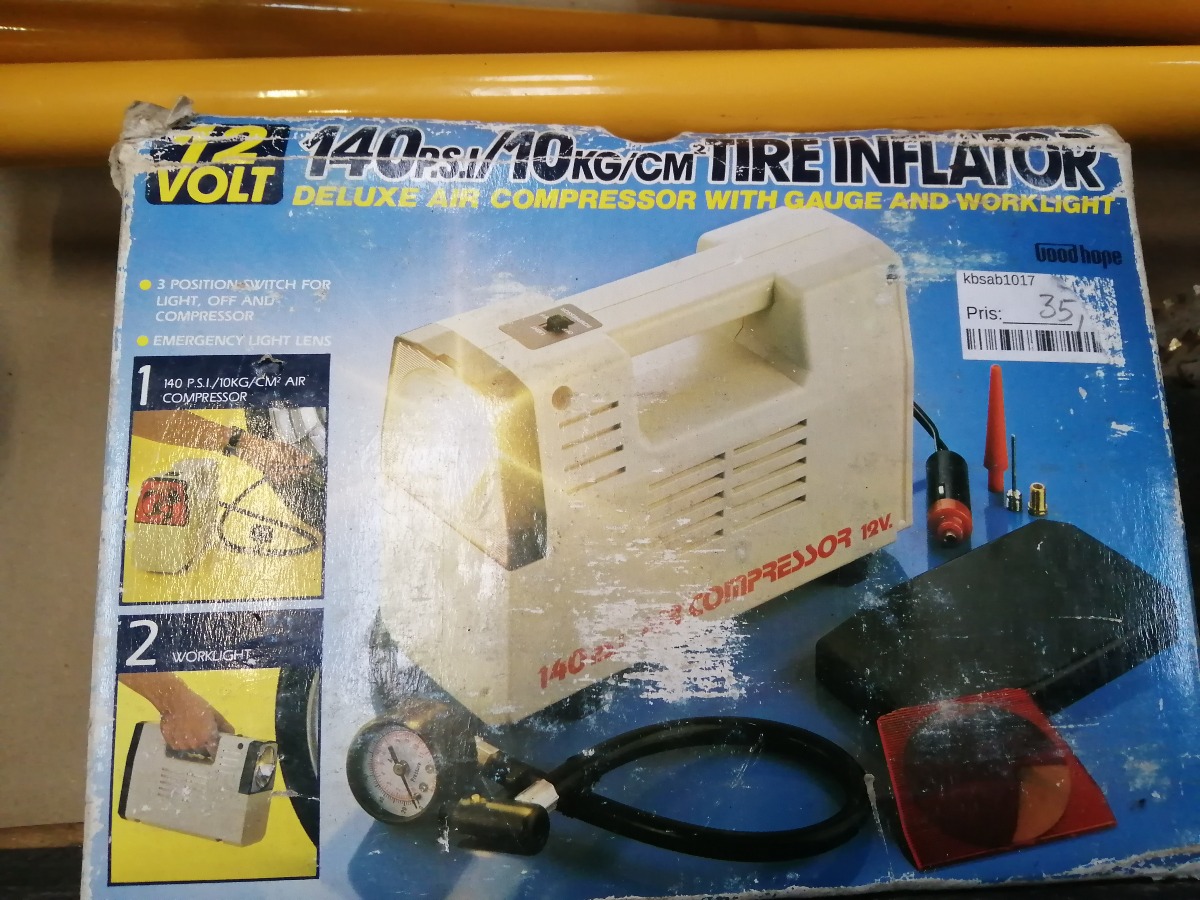 12
VOLT
140 P.S.I./10KG/CM² TIRE INFLATOR
DELUXE AIR COMPRESSOR WITH GAUGE AND WORKLIGHT
Good hope
kbsab1017
Pris: 35,
● 3 POSITION SWITCH FOR
LIGHT, OFF AND
COMPRESSOR
● EMERGENCY LIGHT LENS
1 140 P.S.I./10KG/CM² AIR
COMPRESSOR
140 COMPRESSOR 12V.
2 WORKLIGHT